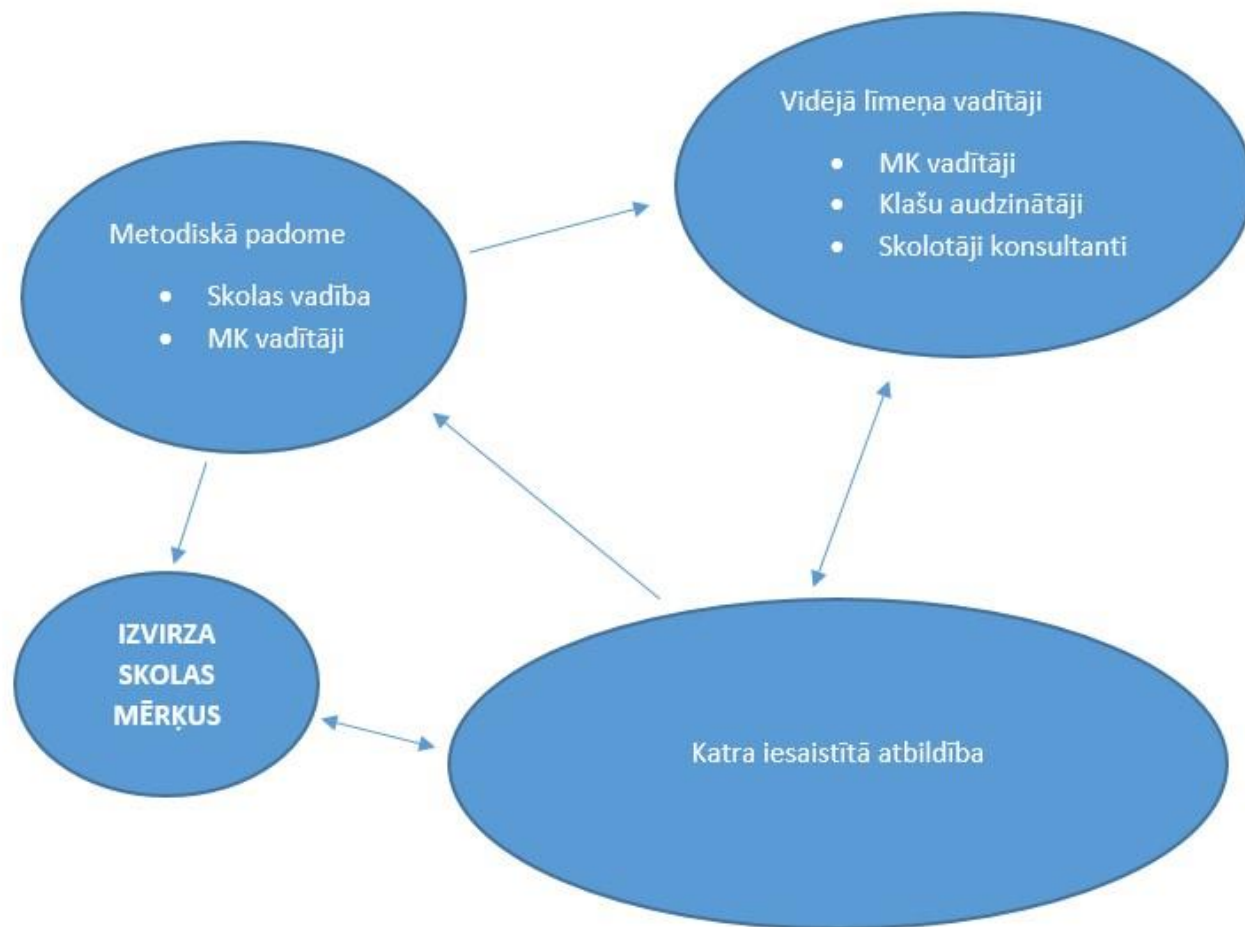 Metodiskā padome
• Skolas vadība
• MK vadītāji
Vidējā līmeņa vadītāji
• MK vadītāji
• Klašu audzinātāji
• Skolotāji konsultanti
IZVIRZA
SKOLAS
MĒRĶUS
Katra iesaistītā atbildība